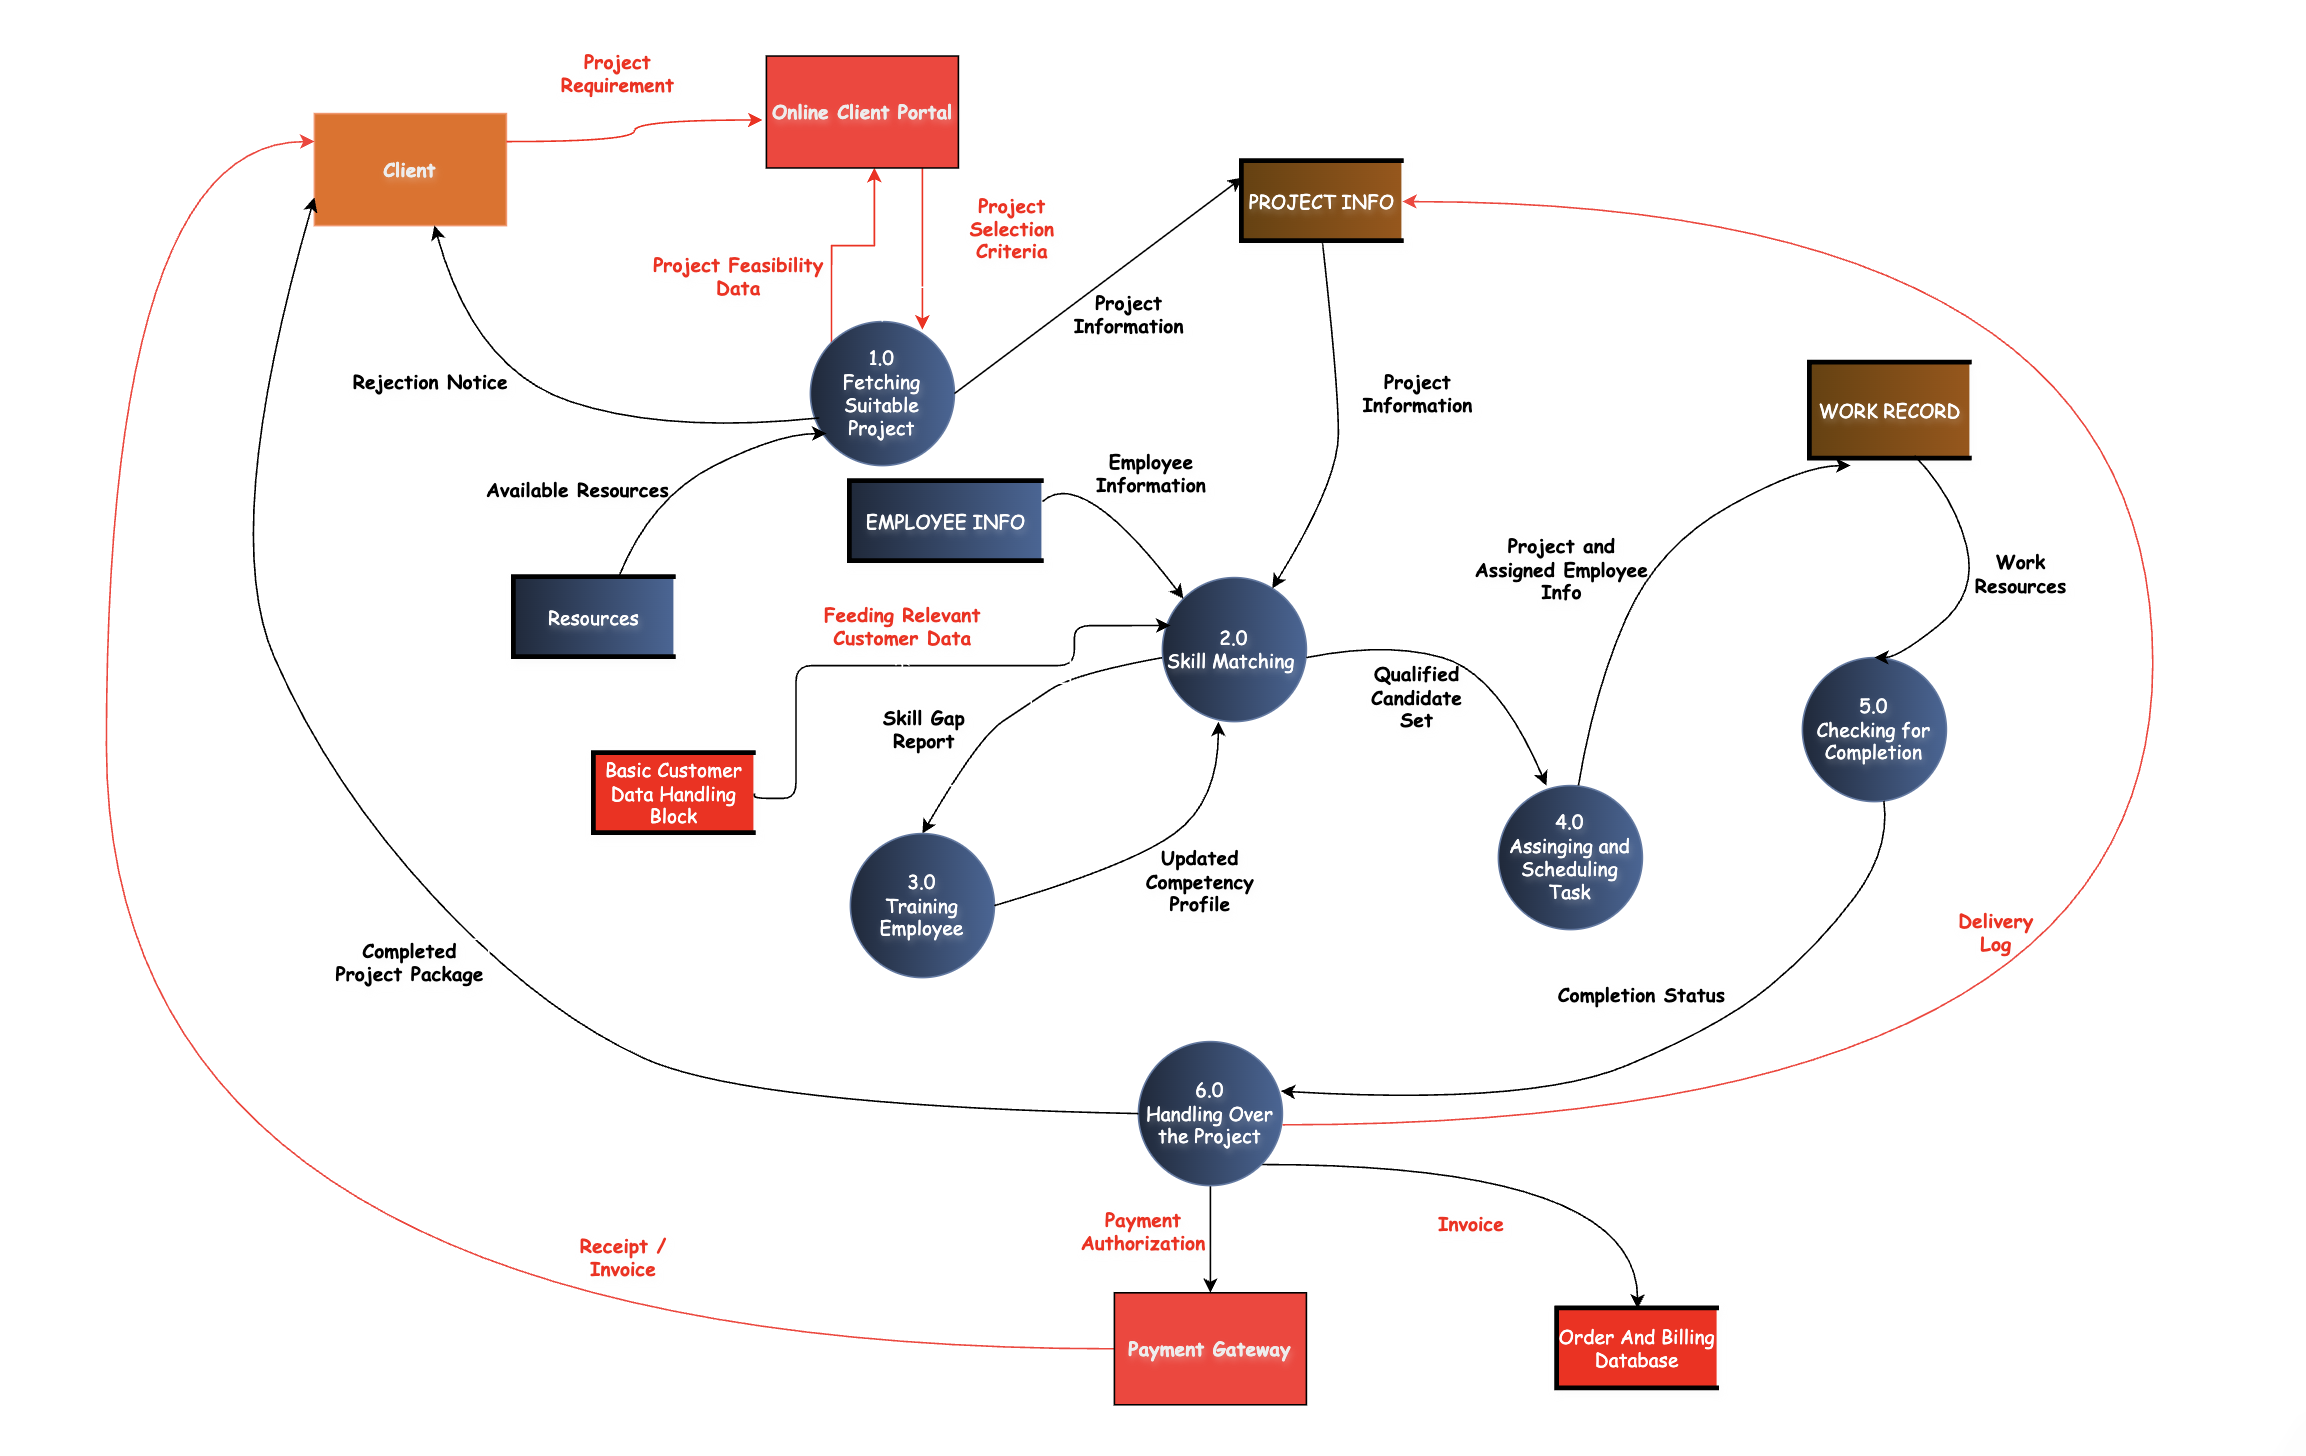 Project
Requirement
Online Client Portal
Client
PROJECT INFO
Project
Selection
Criteria
Project Feasibility
Data
Project
Information
1.0
Fetching
Suitable
Project
Rejection Notice
Project
Information
WORK RECORD
Employee
Information
Available Resources
EMPLOYEE INFO
Project and
Assigned Employee
Info
Work
Resources
Resources
Feeding Relevant
Customer Data
2.0
Skill Matching
Qualified
Candidate
Set
Skill Gap
Report
5.0
Checking for
Completion
Basic Customer
Data Handling
Block
4.0
Assinging and
Scheduling
Task
Updated
Competency
Profile
3.0
Training
Employee
Delivery
Log
Completed
Project Package
Completion Status
6.0
Handling Over
the Project
Payment
Authorization
Invoice
Receipt /
Invoice
Payment Gateway
Order And Billing
Database